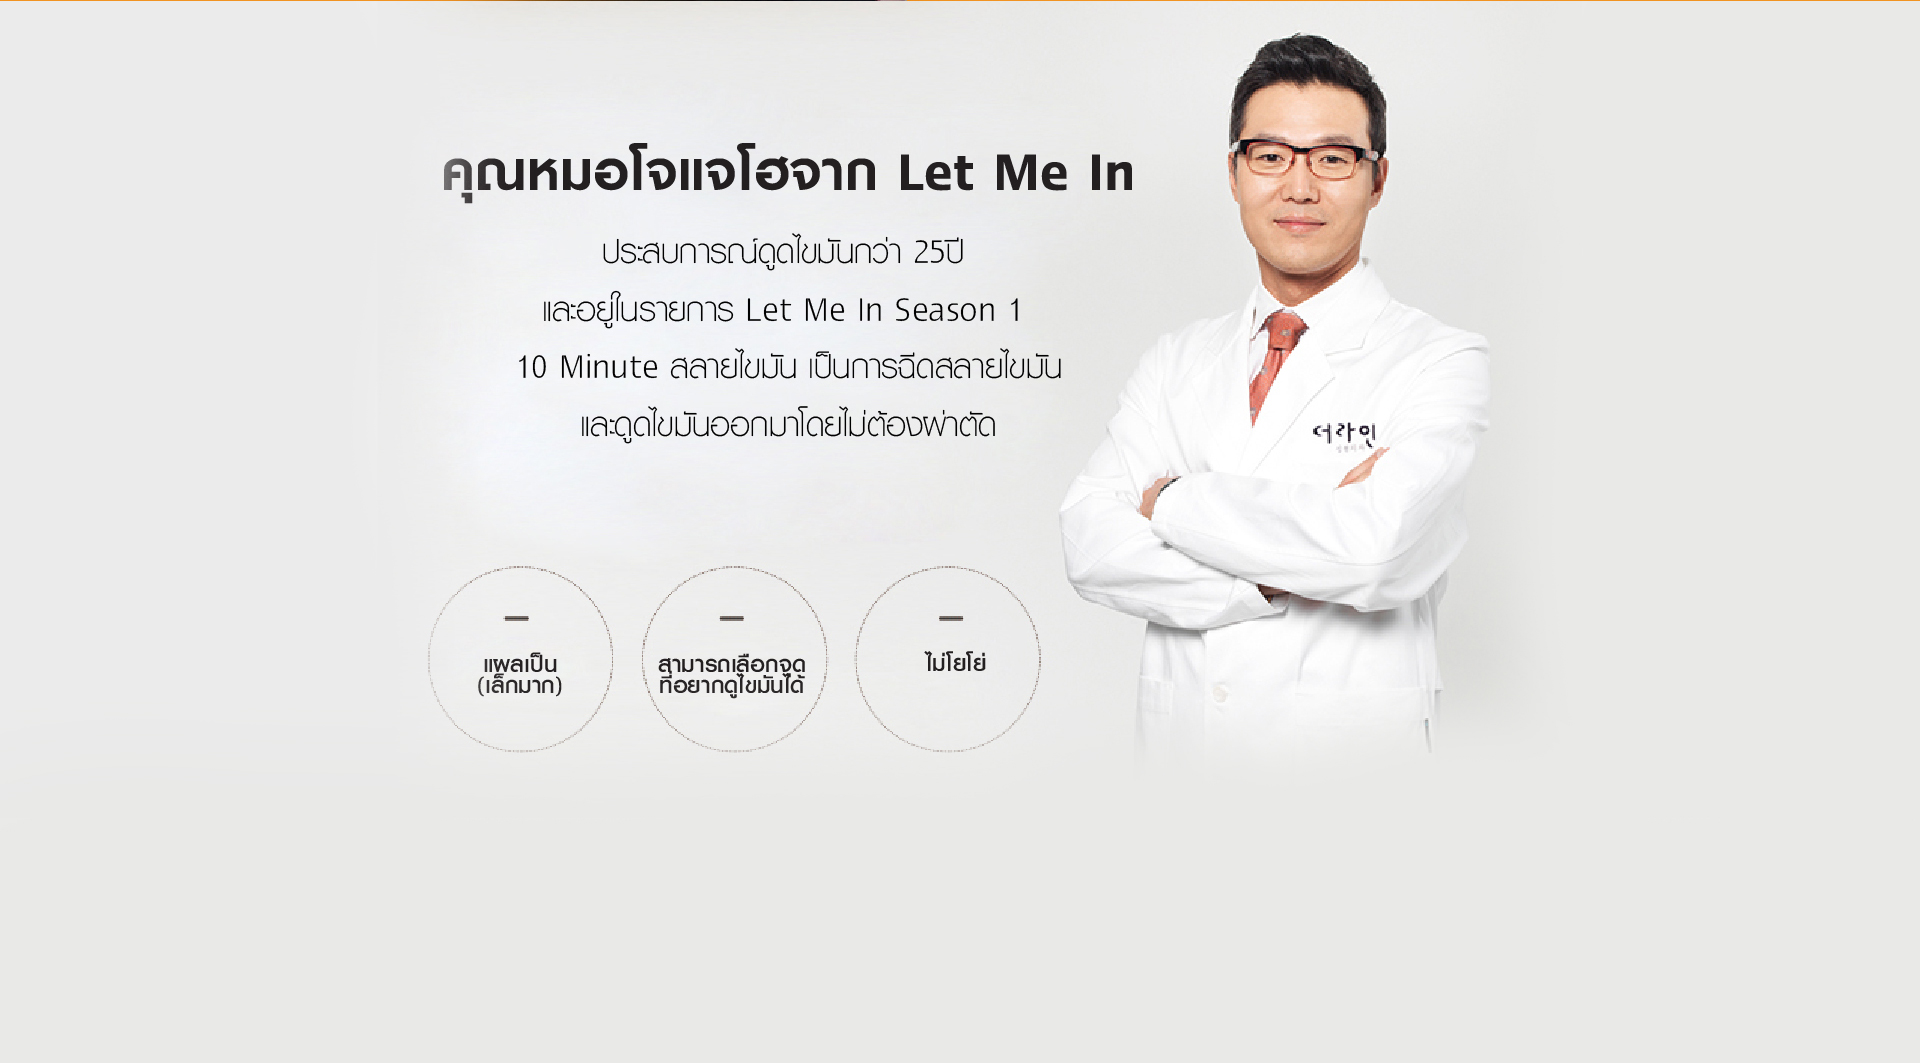 คุณหมอโจแจโฮจาก Let Me In
ประสบการณ์ดูดไขมันกว่า 25ปี
และอยู่ในรายการ Let Me In Season 1
10 Minute สลายไขมัน เป็นการฉีดสลายไขมัน
และดูดไขมันออกมาโดยไม่ต้องผ่าตัด
더라인
แผลเป็น
(เล็กมาก)
สามารถเลือกจุด
ที่อยากดูไขมันได้
ไม่โยโย่